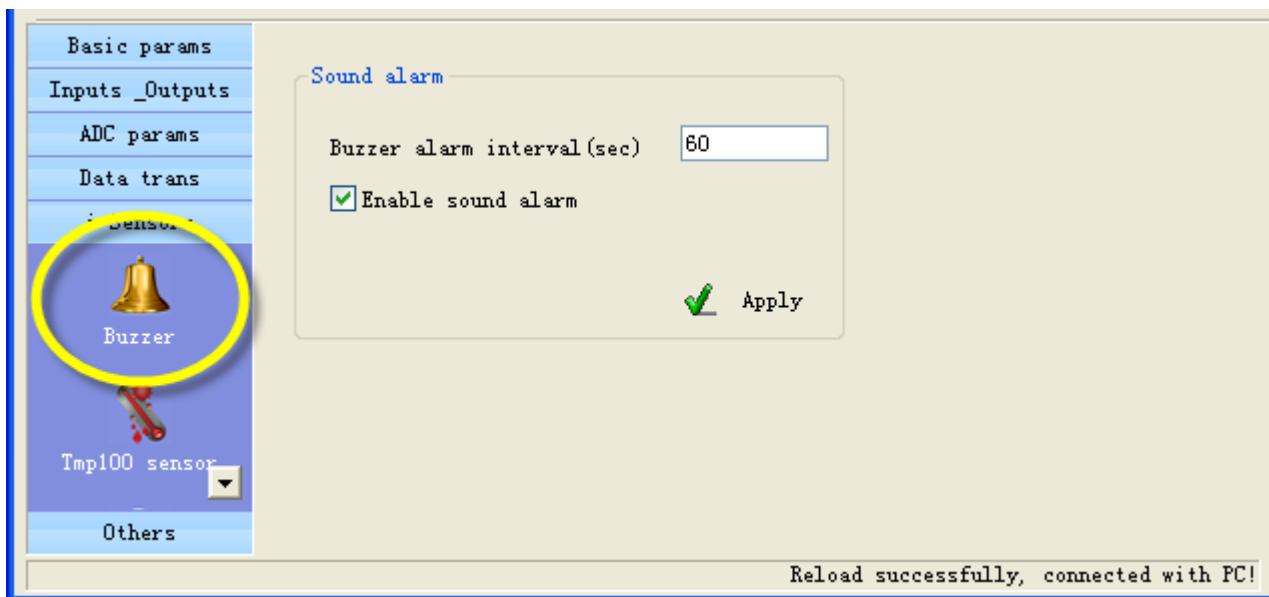 Basic params
Inputs _Outputs
ADC params
Data trans
Sensors
Buzzer
Tmp100 sensor
Others
Sound alarm
Buzzer alarm interval(sec) 60
Enable sound alarm
Apply
Reload successfully, connected with PC!